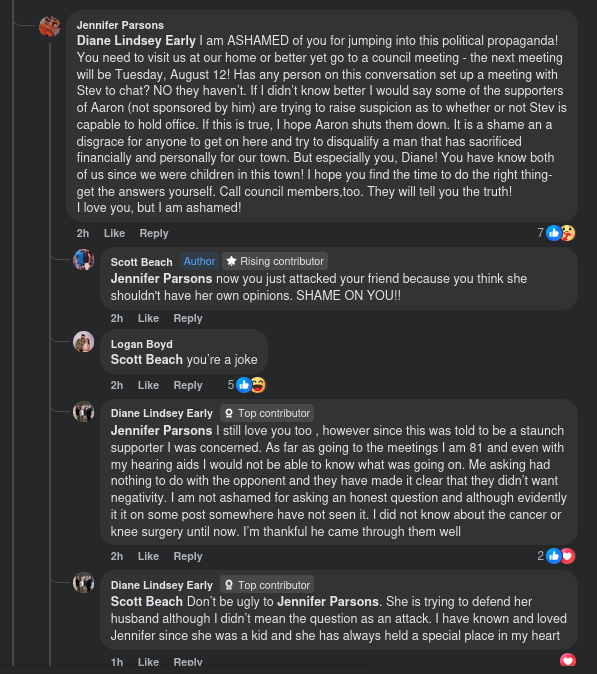 Jennifer Parsons
Diane Lindsey Early I am ASHAMED of you for jumping into this political propaganda!
You need to visit us at our home or better yet go to a council meeting - the next meeting
will be Tuesday, August 12! Has any person on this conversation set up a meeting with
Stev to chat? NO they haven't. If I didn't know better I would say some of the supporters
of Aaron (not sponsored by him) are trying to raise suspicion as to whether or not Stev is
capable to hold office. If this is true, I hope Aaron shuts them down. It is a shame an a
disgrace for anyone to get on here and try to disqualify a man that has sacrificed
financially and personally for our town. But especially you, Diane! You have know both
of us since we were children in this town! I hope you find the time to do the right thing-
get the answers yourself. Call council members,too. They will tell you the truth!
I love you, but I am ashamed!
2h Like Reply 7
Scott Beach Author Rising contributor
Jennifer Parsons now you just attacked your friend because you think she
shouldn't have her own opinions. SHAME ON YOU!!
2h Like Reply
Logan Boyd
Scott Beach you're a joke
2h Like Reply 5
Diane Lindsey Early Top contributor
Jennifer Parsons I still love you too , however since this was told to be a staunch
supporter I was concerned. As far as going to the meetings I am 81 and even with
my hearing aids I would not be able to know what was going on. Me asking had
nothing to do with the opponent and they have made it clear that they didn't want
negativity. I am not ashamed for asking an honest question and although evidently
it it on some post somewhere have not seen it. I did not know about the cancer or
knee surgery until now. I'm thankful he came through them well
2h Like Reply 2
Diane Lindsey Early Top contributor
Scott Beach Don't be ugly to Jennifer Parsons. She is trying to defend her
husband although I didn't mean the question as an attack. I have known and loved
Jennifer since she was a kid and she has always held a special place in my heart
1h Like Reply